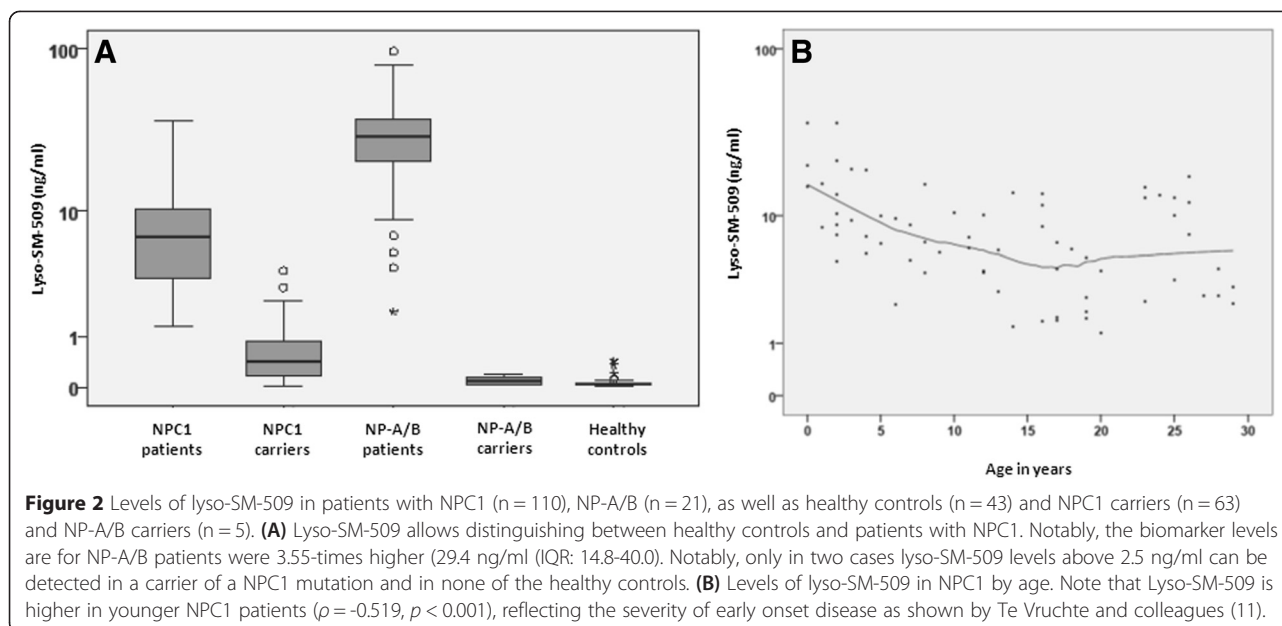 A
100
10
1
0
Lyso-SM-509 (ng/ml)
NPC1
patients
NPC1
carriers
NP-A/B
patients
NP-A/B
carriers
Healthy
controls
B
100
10
1
0
Lyso-SM-509 (ng/ml)
0 5 10 15 20 25 30
Age in years
Figure 2 Levels of lyso-SM-509 in patients with NPC1 (n = 110), NP-A/B (n = 21), as well as healthy controls (n = 43) and NPC1 carriers (n = 63)
and NP-A/B carriers (n = 5). (A) Lyso-SM-509 allows distinguishing between healthy controls and patients with NPC1. Notably, the biomarker levels
are for NP-A/B patients were 3.55-times higher (29.4 ng/ml (IQR: 14.8-40.0). Notably, only in two cases lyso-SM-509 levels above 2.5 ng/ml can be
detected in a carrier of a NPC1 mutation and in none of the healthy controls. (B) Levels of lyso-SM-509 in NPC1 by age. Note that Lyso-SM-509 is
higher in younger NPC1 patients (ρ = -0.519, p < 0.001), reflecting the severity of early onset disease as shown by Te Vruchte and colleagues (11).